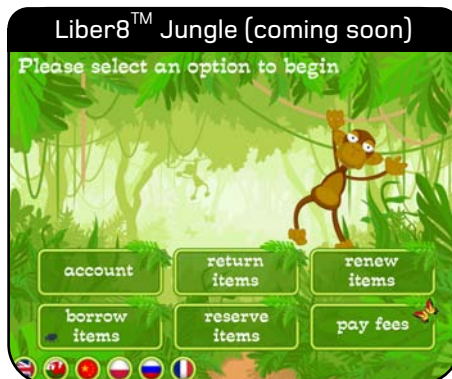 Liber8™ Jungle (coming soon)
Please select an option to begin
account
return
items
renew
items
borrow
items
reserve
items
pay fees